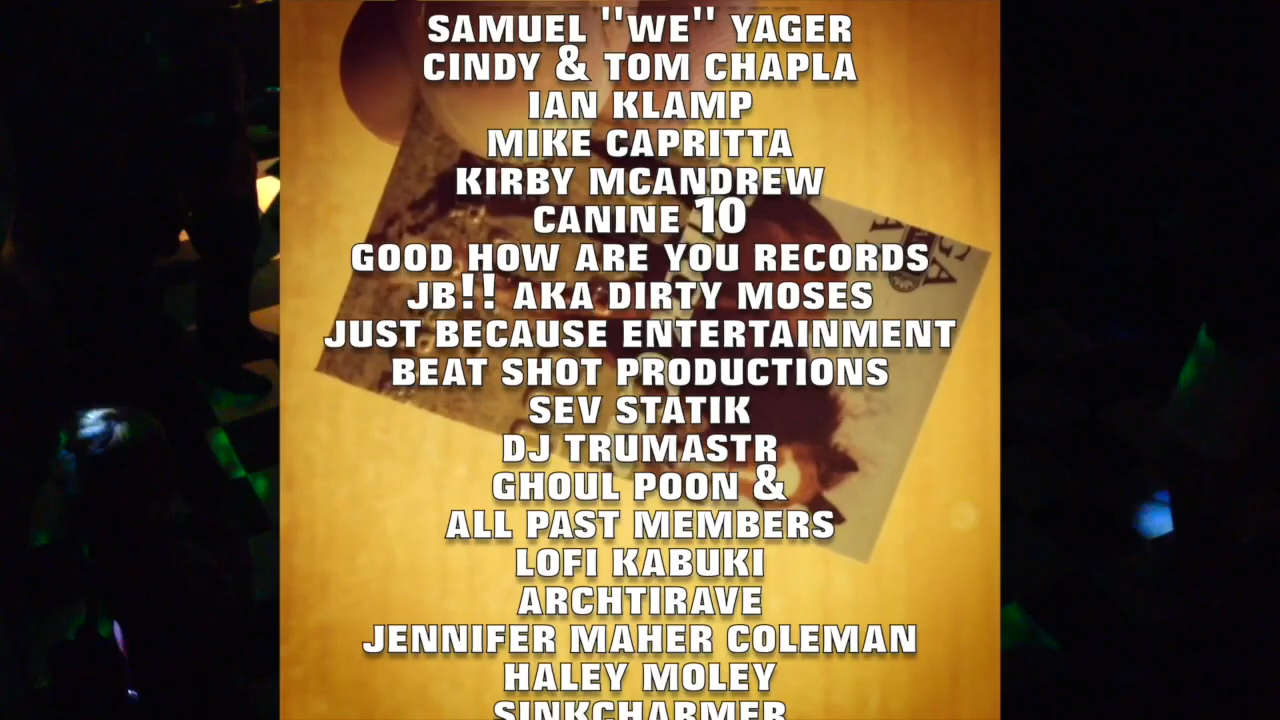 SAMUEL "WE" YAGER
CINDY & TOM CHAPLA
IAN KLAMP
MIKE CAPRITTA
KIRBY MCANDREW
CANINE 10
GOOD HOW ARE YOU RECORDS
JB!! AKA DIRTY MOSES
JUST BECAUSE ENTERTAINMENT
BEAT SHOT PRODUCTIONS
SEV STATIK
DJ TRUMASTR
GHOUL POON &
ALL PAST MEMBERS
LOFI KABUKI
ARCHTIRAVE
JENNIFER MAHER COLEMAN
HALEY MOLEY
SINKCHARMER